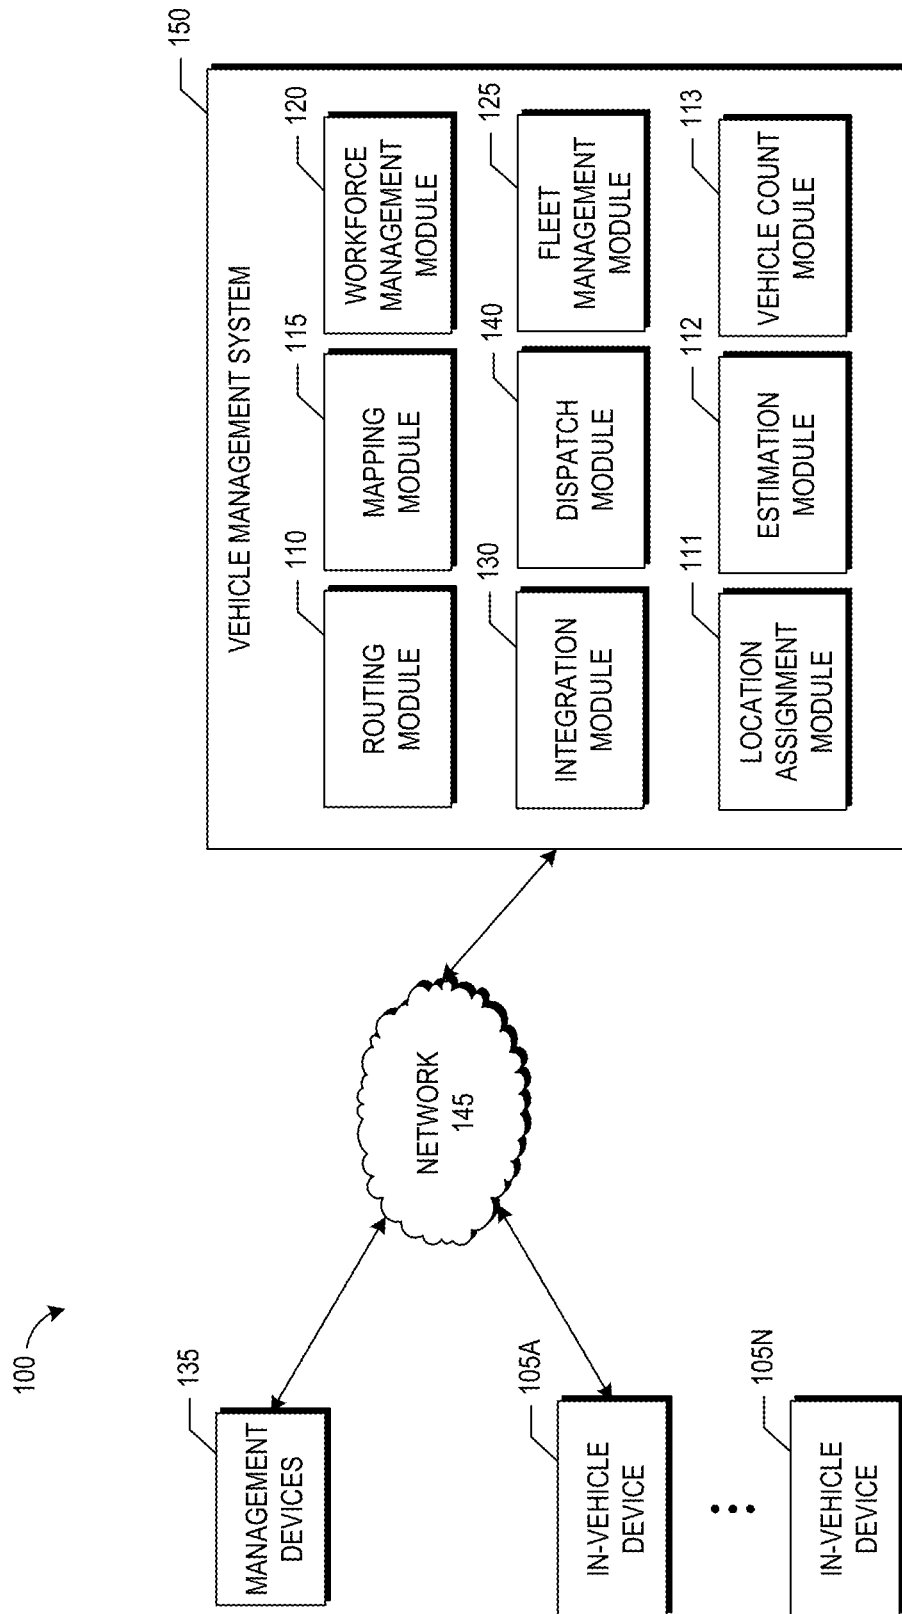 100
135
MANAGEMENT
DEVICES
105A
IN-VEHICLE
DEVICE
105N
IN-VEHICLE
DEVICE
NETWORK
145
150
VEHICLE MANAGEMENT SYSTEM
110
ROUTING
MODULE
115
MAPPING
MODULE
120
WORKFORCE
MANAGEMENT
MODULE
130
INTEGRATION
MODULE
140
DISPATCH
MODULE
125
FLEET
MANAGEMENT
MODULE
111
LOCATION
ASSIGNMENT
MODULE
112
ESTIMATION
MODULE
113
VEHICLE COUNT
MODULE